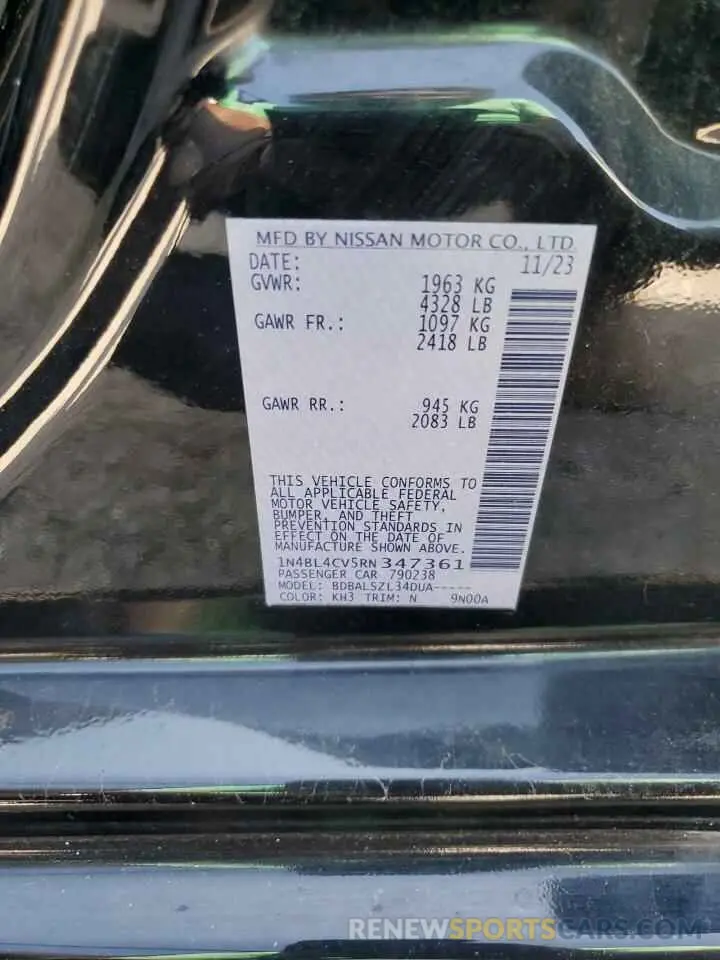 MFD BY NISSAN MOTOR CO., LTD.
DATE: 11/23
GVWR: 1963 KG
4328 LB
GAWR FR.: 1097 KG
2418 LB
GAWR RR.: 945 KG
2083 LB
THIS VEHICLE CONFORMS TO
ALL APPLICABLE FEDERAL
MOTOR VEHICLE SAFETY,
BUMPER, AND THEFT
PREVENTION STANDARDS IN
EFFECT ON THE DATE OF
MANUFACTURE SHOWN ABOVE.
1N4BL4CV5RN347361
PASSENGER CAR 790238
MODEL: BDBALSZL34DUA-----
COLOR: KH3 TRIM: N 9N00A
RENEWSPORTSCARS.COM